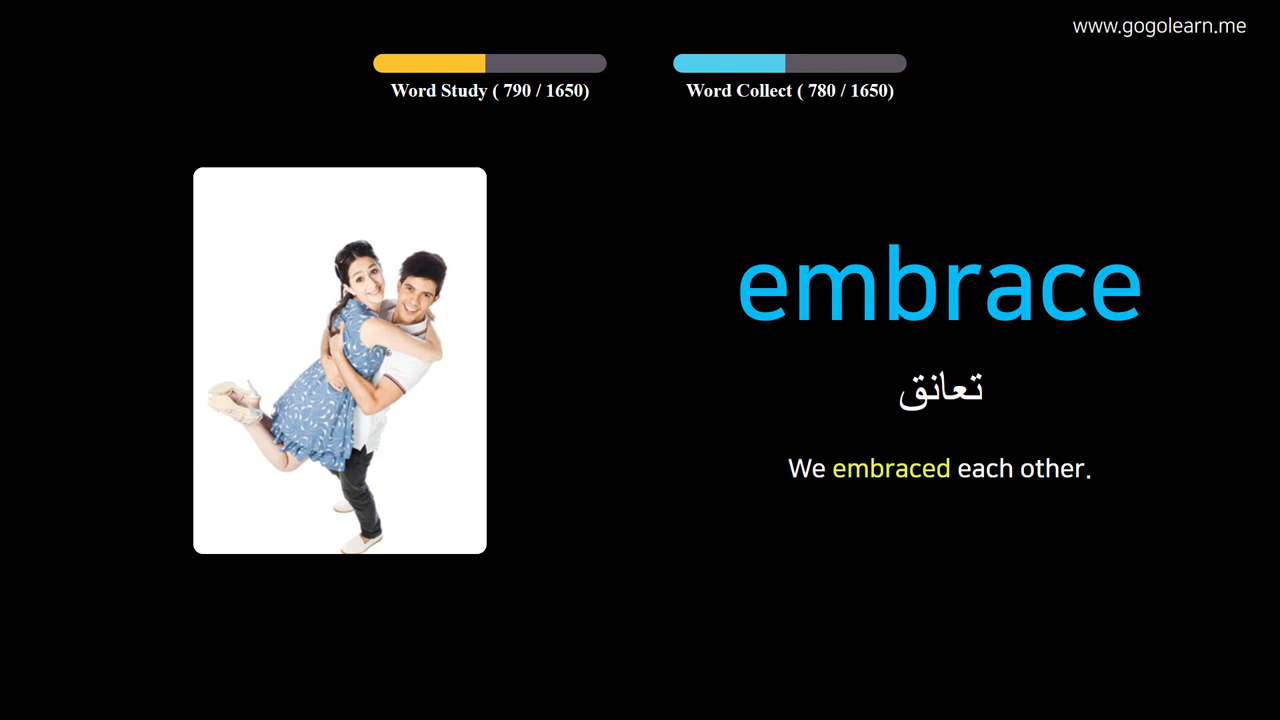 www.gogolearn.me
Word Study ( 790 / 1650)
Word Collect ( 780 / 1650)
embrace
تعانق
We embraced each other.